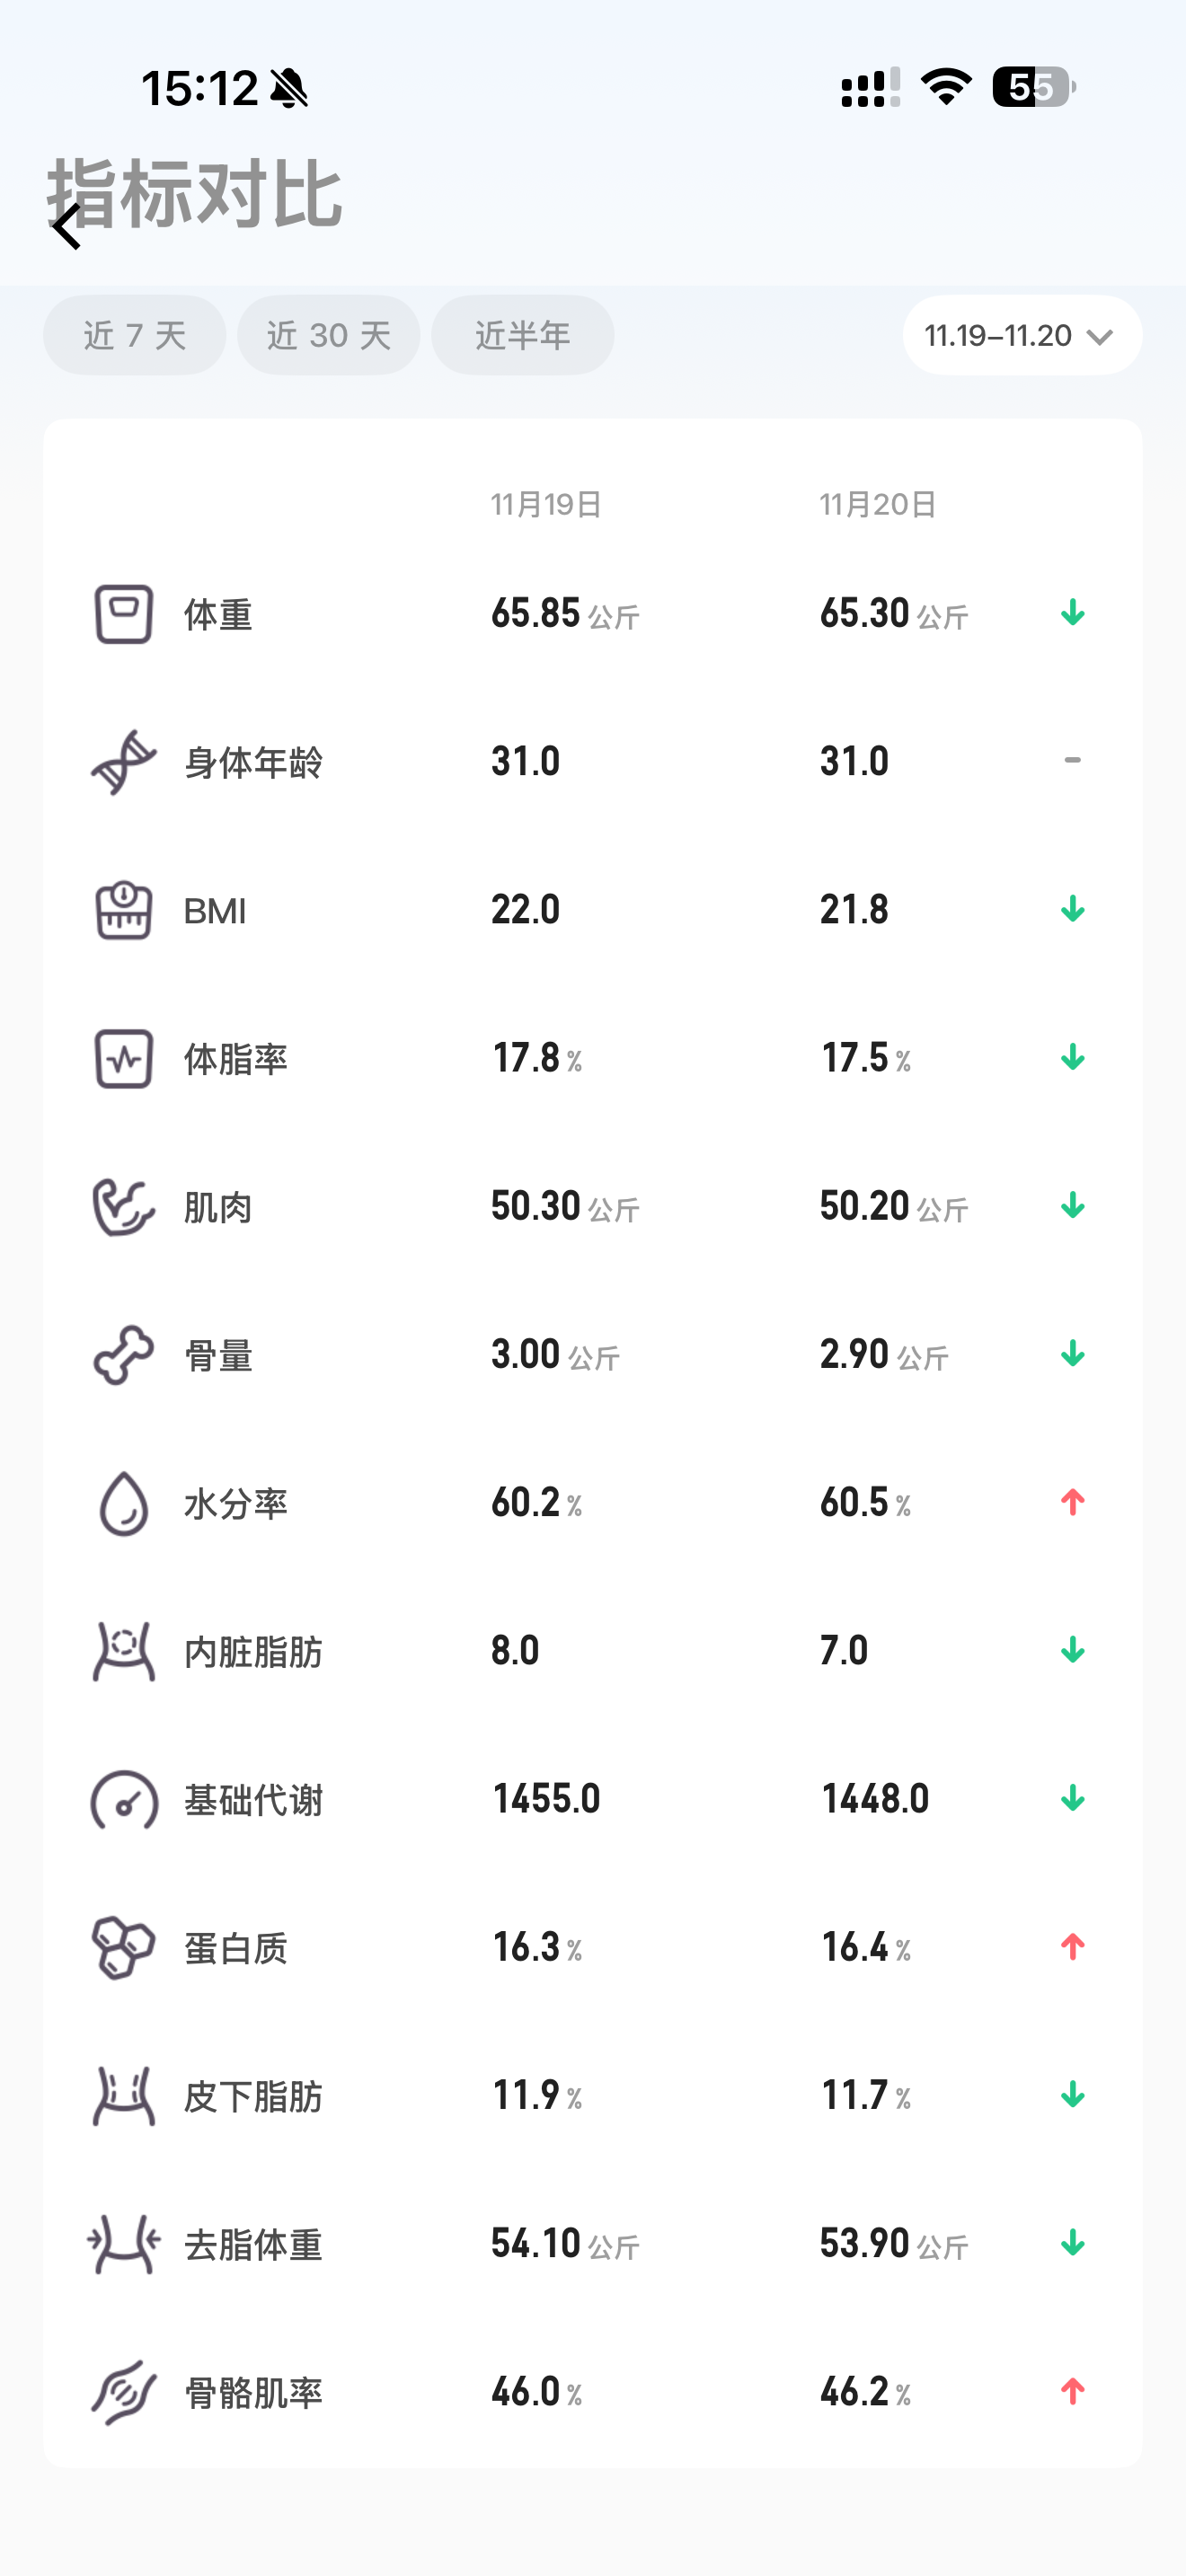 15:12
55
指标对比
近 7 天 近 30 天 近半年 11.19–11.20
11月19日 11月20日
体重 65.85 公斤 65.30 公斤
身体年龄 31.0 31.0 -
BMI 22.0 21.8
体脂率 17.8 % 17.5 %
肌肉 50.30 公斤 50.20 公斤
骨量 3.00 公斤 2.90 公斤
水分率 60.2 % 60.5 %
内脏脂肪 8.0 7.0
基础代谢 1455.0 1448.0
蛋白质 16.3 % 16.4 %
皮下脂肪 11.9 % 11.7 %
去脂体重 54.10 公斤 53.90 公斤
骨骼肌率 46.0 % 46.2 %